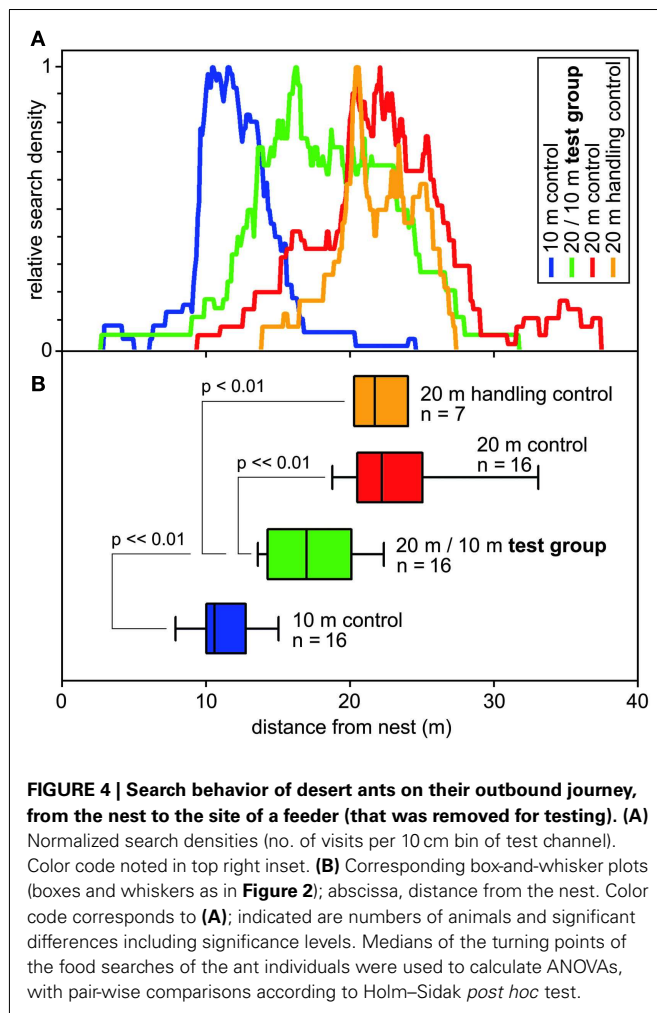 A
1
relative search density
0
10 m control
20 / 10 m test group
20 m control
20 m handling control
B
p < 0.01
20 m handling control
n = 7
p << 0.01
20 m control
n = 16
p << 0.01
20 m / 10 m test group
n = 16
10 m control
n = 16
0
10
20
30
40
distance from nest (m)
FIGURE 4 | Search behavior of desert ants on their outbound journey,
from the nest to the site of a feeder (that was removed for testing). (A)
Normalized search densities (no. of visits per 10 cm bin of test channel).
Color code noted in top right inset. (B) Corresponding box-and-whisker plots
(boxes and whiskers as in Figure 2); abscissa, distance from the nest. Color
code corresponds to (A); indicated are numbers of animals and significant
differences including significance levels. Medians of the turning points of
the food searches of the ant individuals were used to calculate ANOVAs,
with pair-wise comparisons according to Holm–Sidak post hoc test.